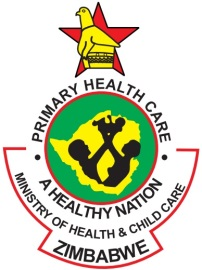 PRIMARY HEALTH CARE
A HEALTHY NATION
MINISTRY OF HEALTH & CHILD CARE
ZIMBABWE